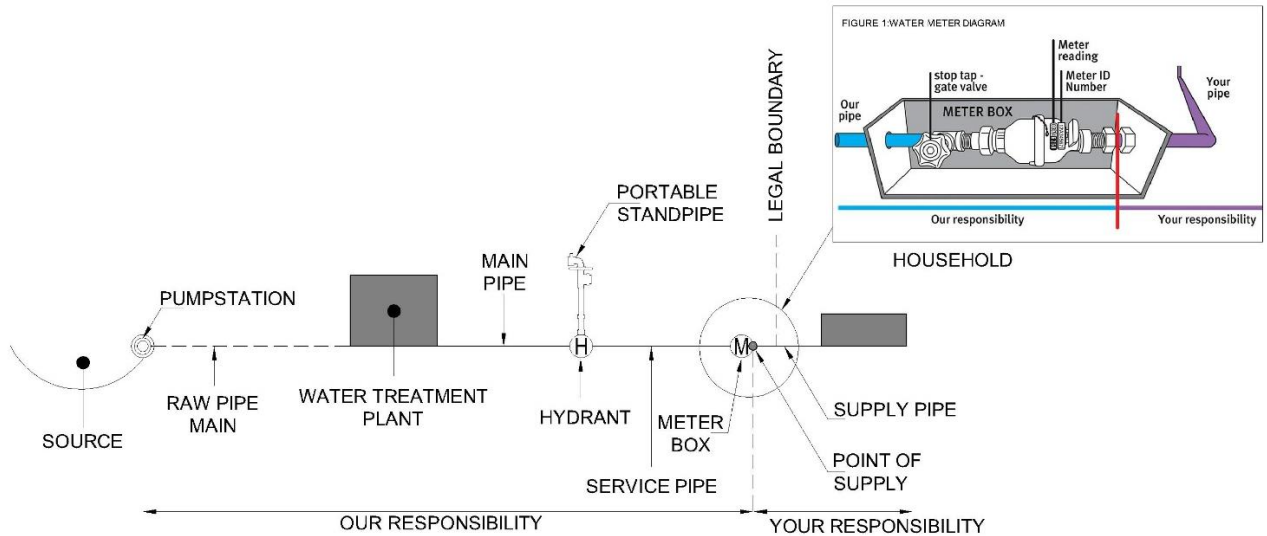 FIGURE 1:WATER METER DIAGRAM
Meter
reading
Meter ID
Number
stop tap -
gate valve
Our
pipe
METER BOX
Your
pipe
Our responsibility
Your responsibility
LEGAL BOUNDARY
HOUSEHOLD
PORTABLE
STANDPIPE
MAIN
PIPE
PUMPSTATION
H
M
SOURCE
RAW PIPE
MAIN
WATER TREATMENT
PLANT
HYDRANT
METER
BOX
SUPPLY PIPE
POINT OF
SUPPLY
SERVICE PIPE
OUR RESPONSIBILITY
YOUR RESPONSIBILITY